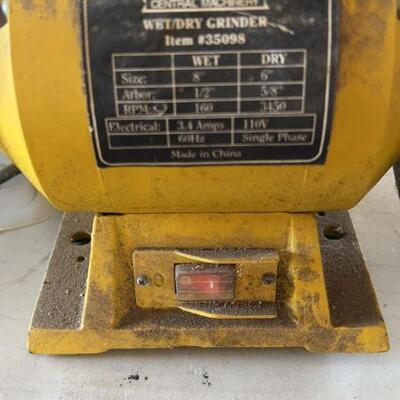 CENTRAL MACHINERY
WET/DRY GRINDER
Item #35098
WET DRY
Size: 8" 6"
Arbor: 1/2" 5/8"
RPM: 160 3450
Electrical: 3.4 Amps 110V
60Hz Single Phase
Made in China